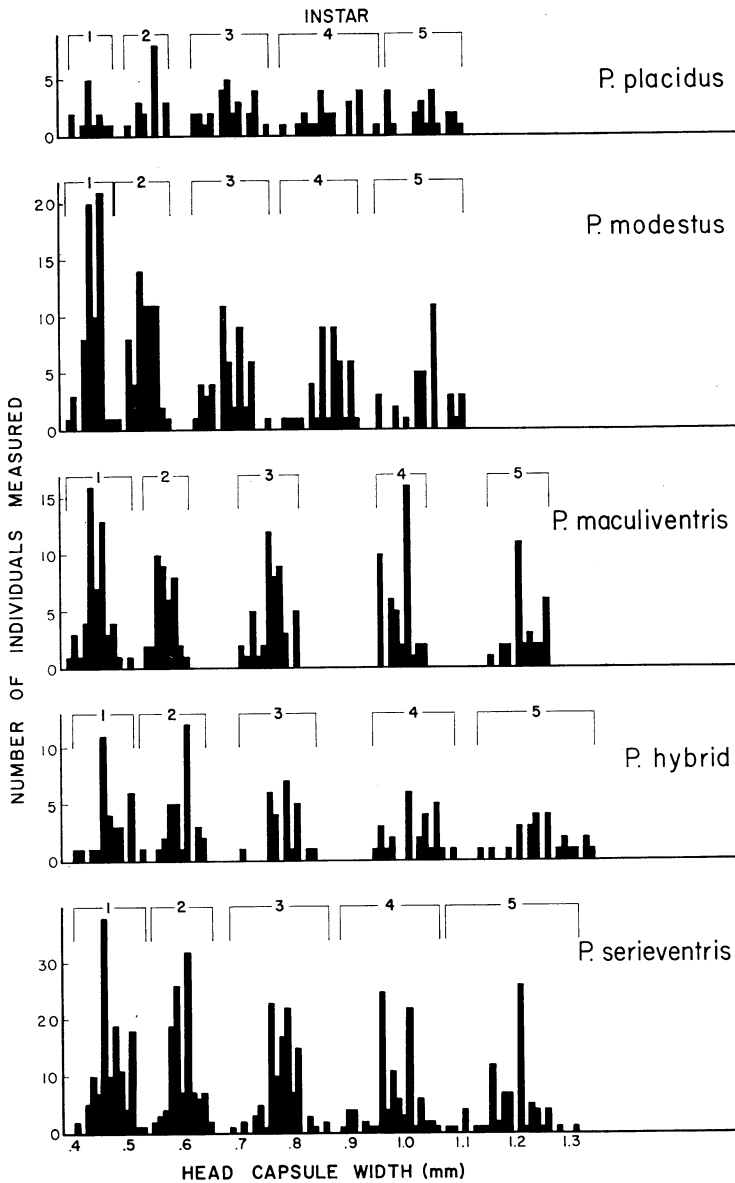 INSTAR
1 2 3 4 5
5
0
P. placidus
1 2 3 4 5
20
15
10
5
0
P. modestus
1 2 3 4 5
15
10
5
0
P. maculiventris
1 2 3 4 5
10
5
0
P. hybrid
1 2 3 4 5
30
20
10
0
P. serieventris
.4 .5 .6 .7 .8 .9 1.0 1.1 1.2 1.3
HEAD CAPSULE WIDTH (mm)
NUMBER OF INDIVIDUALS MEASURED